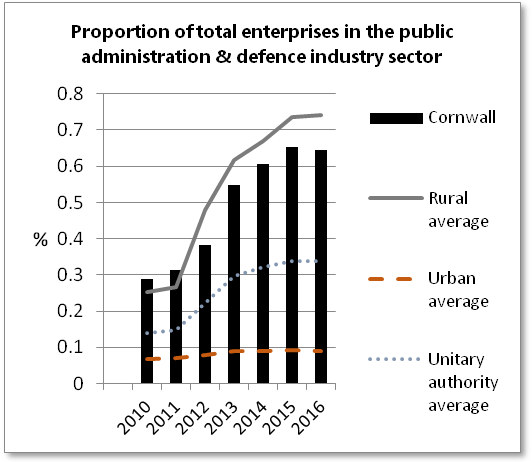 Proportion of total enterprises in the public
administration & defence industry sector
0.8
0.7
0.6
0.5
0.4
0.3
0.2
0.1
0
%
2010
2011
2012
2013
2014
2015
2016
Cornwall
Rural
average
Urban
average
Unitary
authority
average